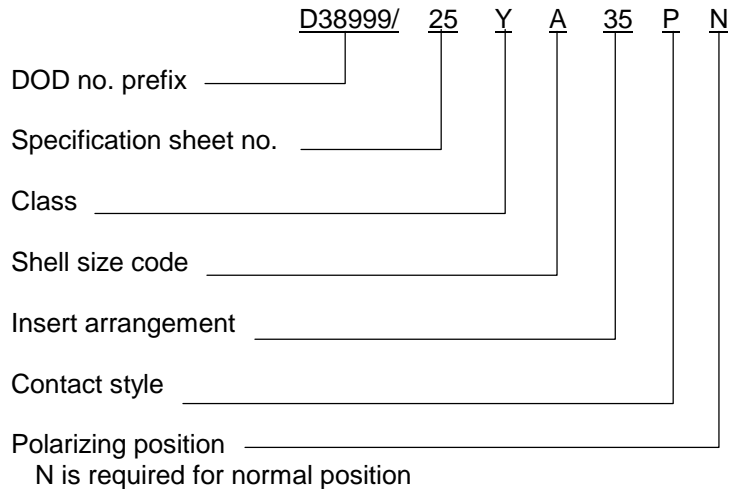 D38999/ 25 Y A 35 P N
DOD no. prefix
Specification sheet no.
Class
Shell size code
Insert arrangement
Contact style
Polarizing position
N is required for normal position